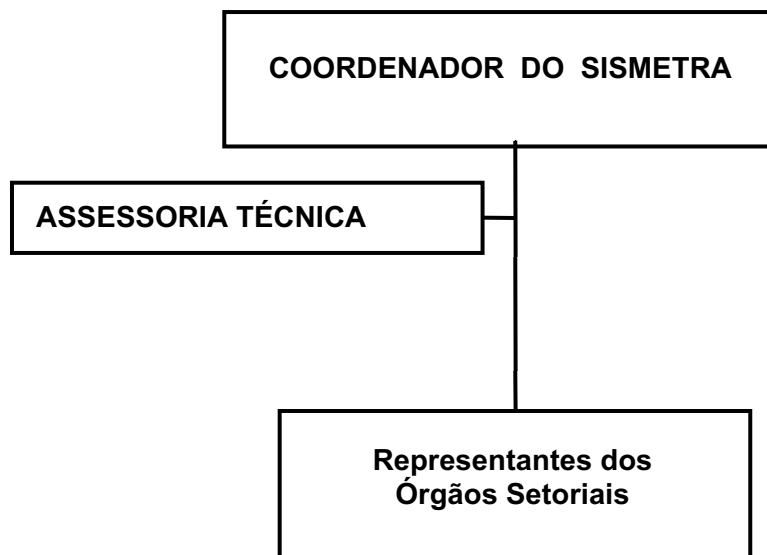 COORDENADOR DO SISMETRA
ASSESSORIA TÉCNICA
Representantes dos
Órgãos Setoriais